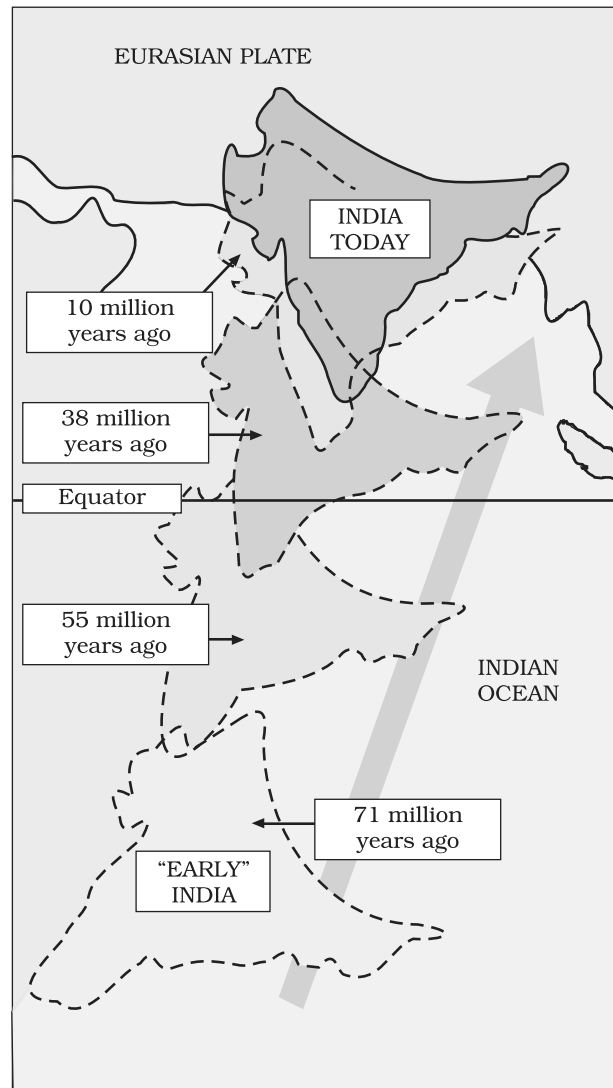 EURASIAN PLATE
INDIA
TODAY
10 million
years ago
38 million
years ago
Equator
55 million
years ago
INDIAN
OCEAN
71 million
years ago
“EARLY”
INDIA